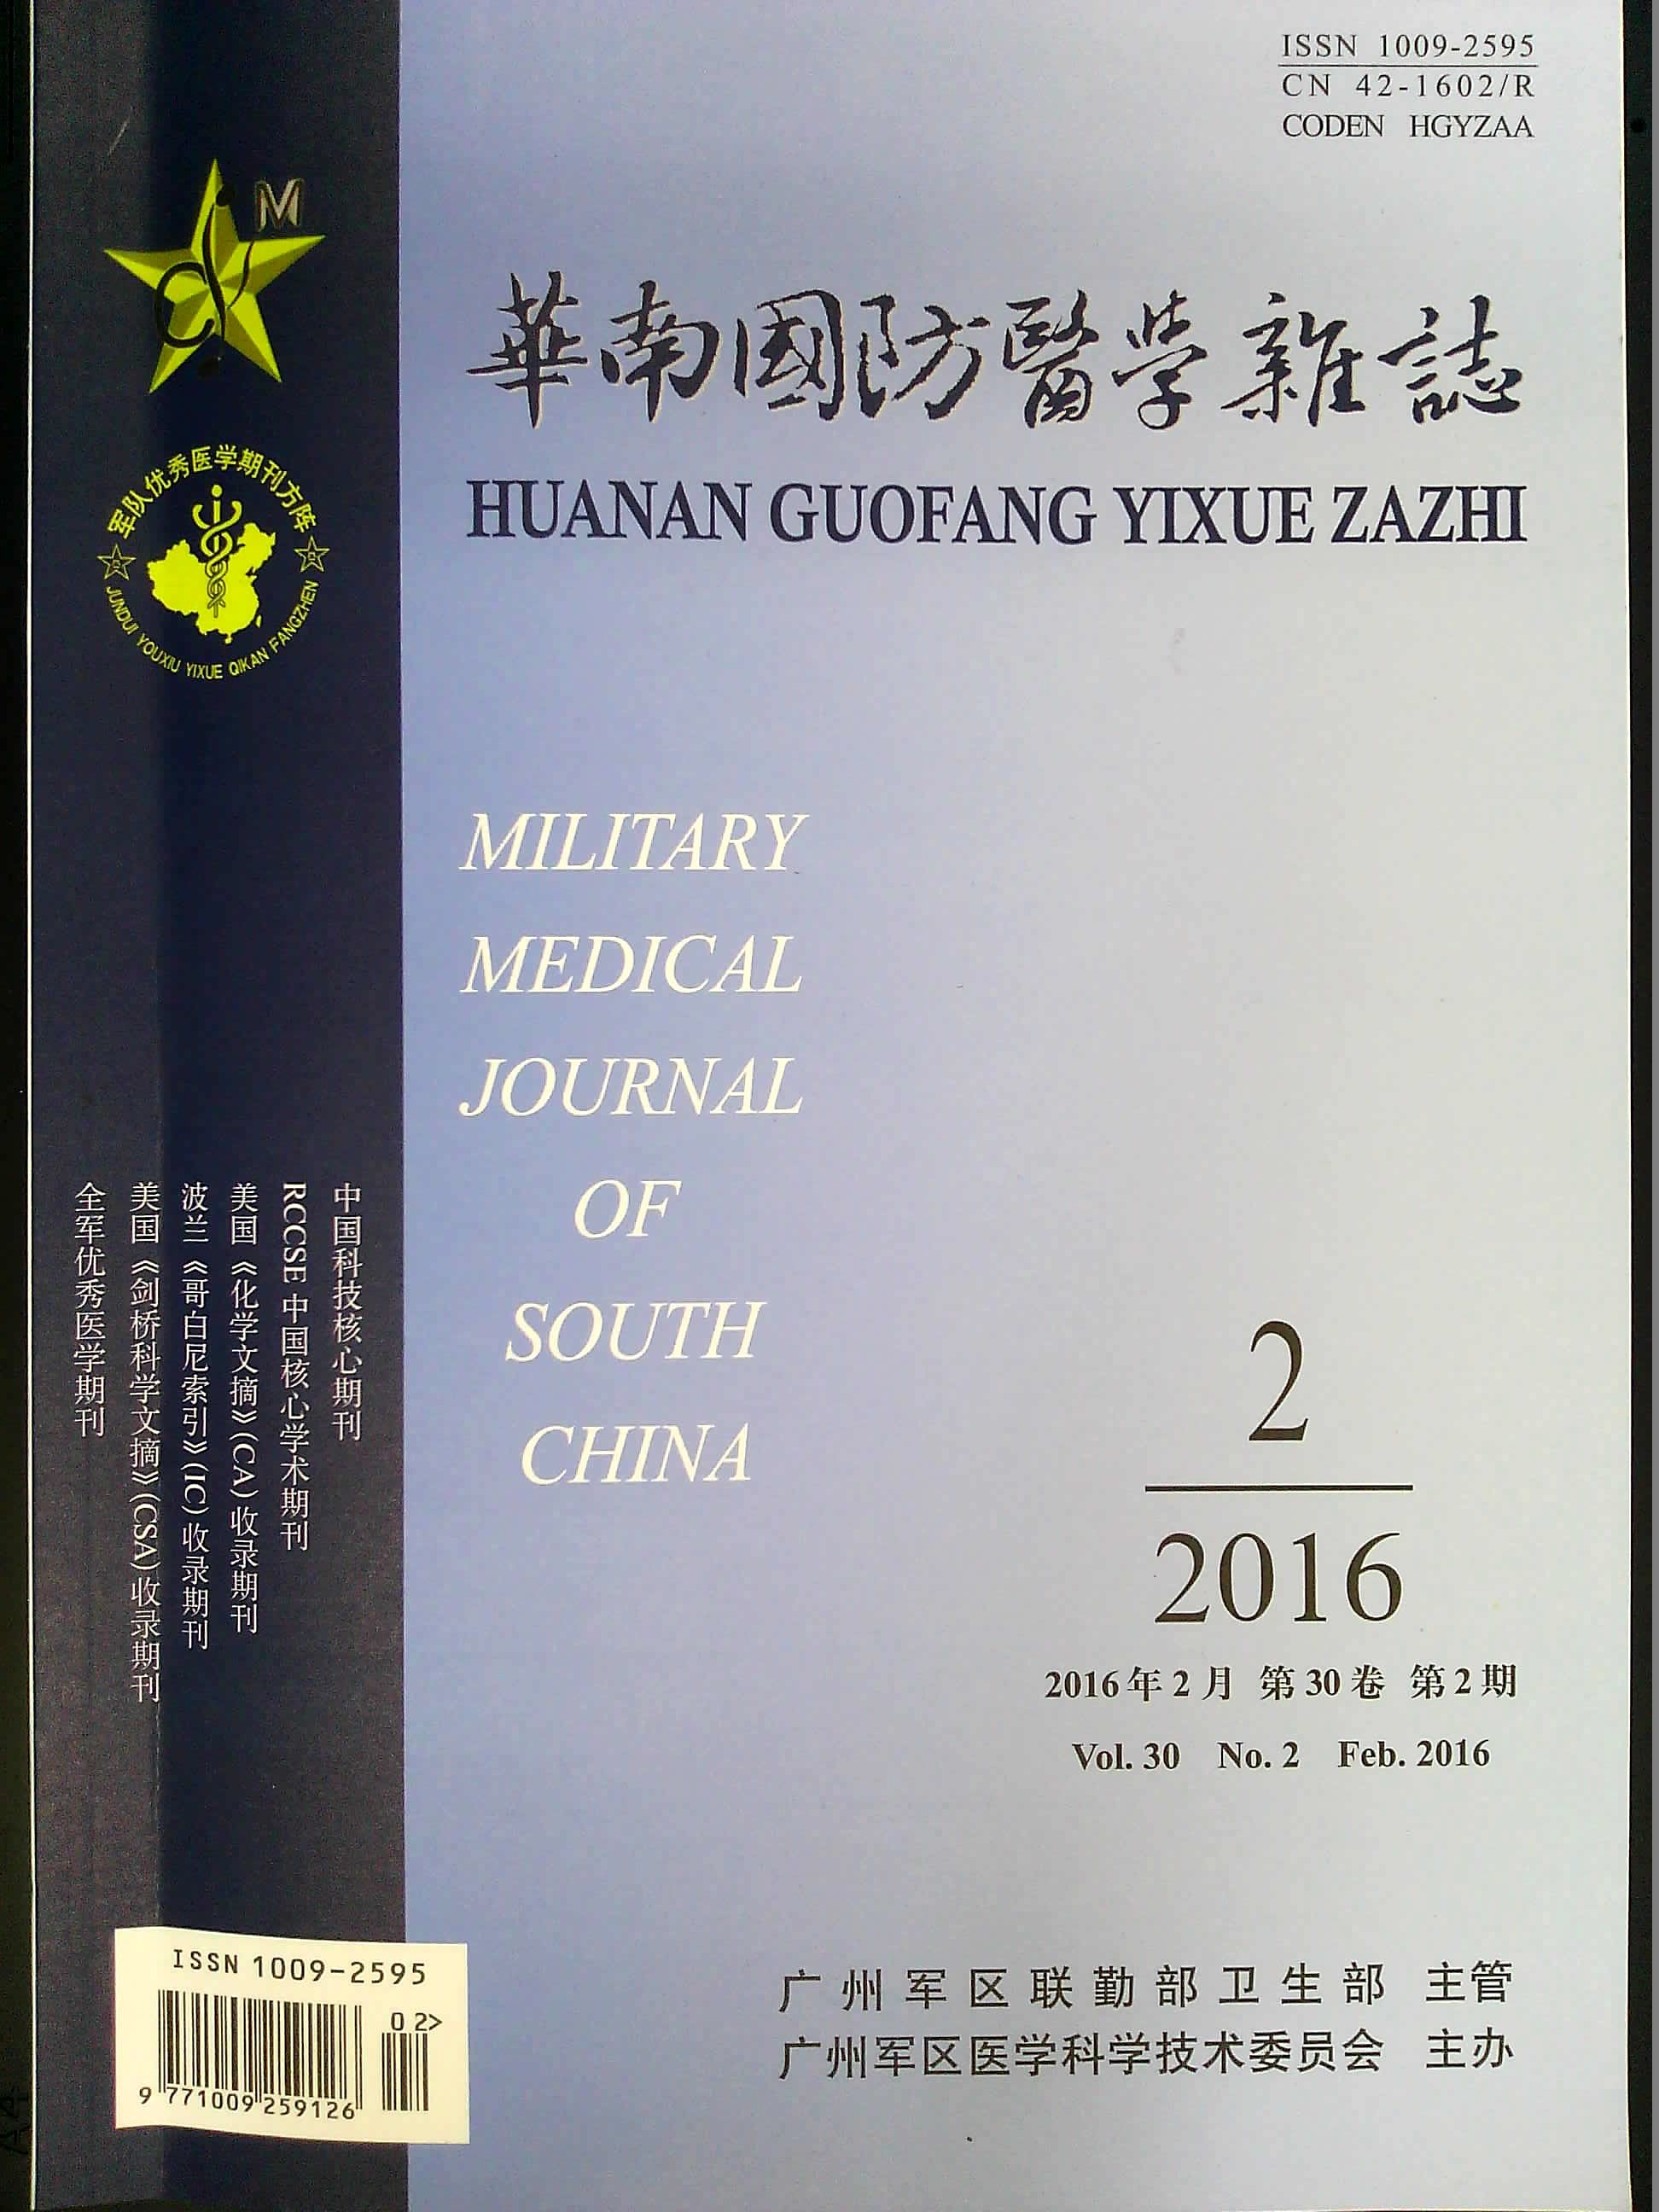 ISSN 1009-2595
CN 42-1602/R
CODEN HGYZAA
M
華南國防醫学雜誌
HUANAN GUOFANG YIXUE ZAZHI
军队优秀医学期刊方阵
JUNDUI YOUXIU YIXUE QIKAN FANGZHEN
MILITARY
MEDICAL
JOURNAL
OF
SOUTH
CHINA
中国科技核心期刊
RCCSE 中国核心学术期刊
美国《化学文摘》(CA)收录期刊
波兰《哥白尼索引》(IC)收录期刊
美国《剑桥科学文摘》(CSA)收录期刊
全军优秀医学期刊
2
2016
2016年2月 第30卷 第2期
Vol. 30 No. 2 Feb. 2016
广州军区联勤部卫生部 主管
广州军区医学科学技术委员会 主办
ISSN 1009-2595
02>
9 771009 259126